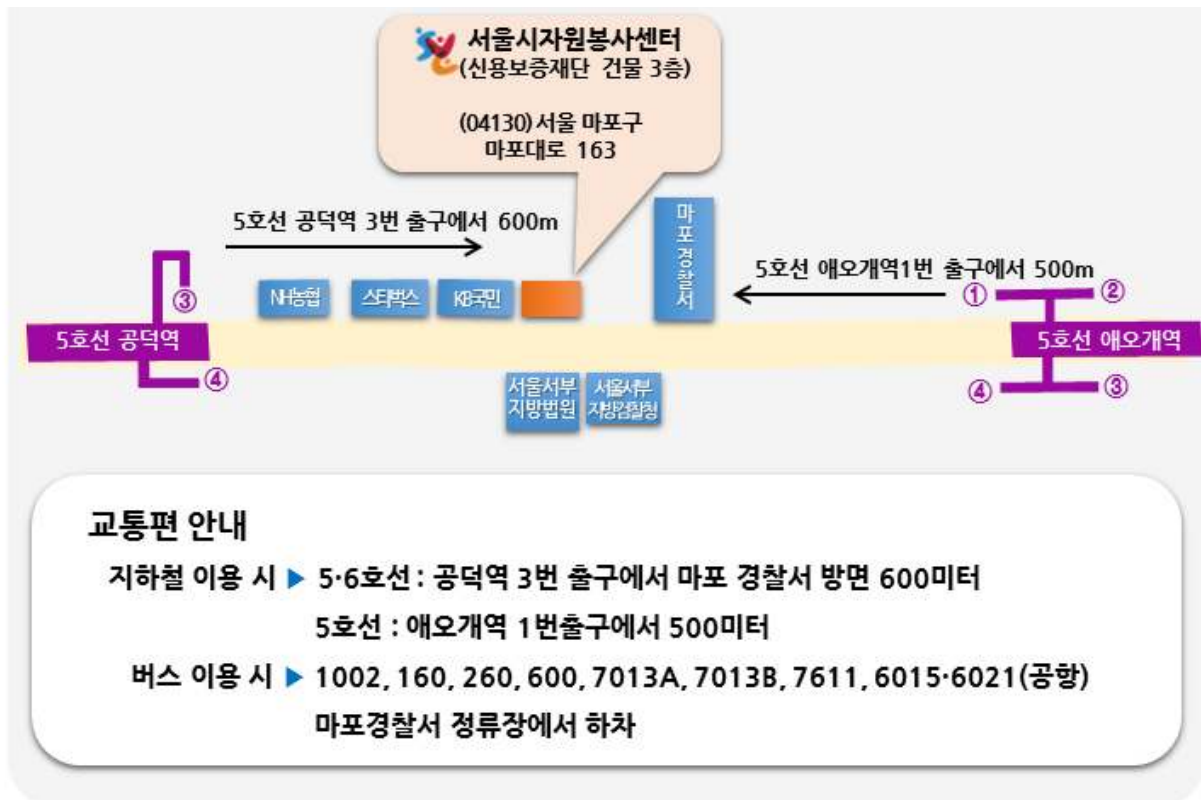 서울시자원봉사센터
(신용보증재단 건물 3층)
(04130)서울 마포구
마포대로 163
5호선 공덕역 3번 출구에서 600m
마포경찰서
5호선 애오개역1번 출구에서 500m
③
NH농협
스타벅스
KB국민
①
②
5호선 공덕역
5호선 애오개역
④
서울서부
지방법원
서울서부
지방검찰청
④
③
교통편 안내
지하철 이용 시 ▶ 5·6호선 : 공덕역 3번 출구에서 마포 경찰서 방면 600미터
5호선 : 애오개역 1번출구에서 500미터
버스 이용 시 ▶ 1002, 160, 260, 600, 7013A, 7013B, 7611, 6015·6021(공항)
마포경찰서 정류장에서 하차